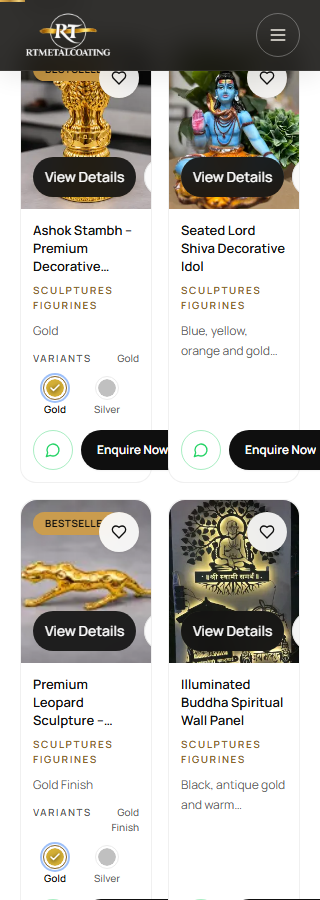 RT
RTMETALCOATING
BESTSELLER
View Details
View Details
Ashok Stambh –
Premium
Decorative…
SCULPTURES
FIGURINES
Gold
VARIANTS
Gold
Gold
Silver
Enquire Now
Seated Lord
Shiva Decorative
Idol
SCULPTURES
FIGURINES
Blue, yellow,
orange and gold…
Enquire Now
BESTSELLE
View Details
॥ श्री स्वामी समर्थ ॥
View Details
Premium
Leopard
Sculpture –…
SCULPTURES
FIGURINES
Gold Finish
VARIANTS
Gold
Finish
Gold
Silver
Illuminated
Buddha Spiritual
Wall Panel
SCULPTURES
FIGURINES
Black, antique gold
and warm…